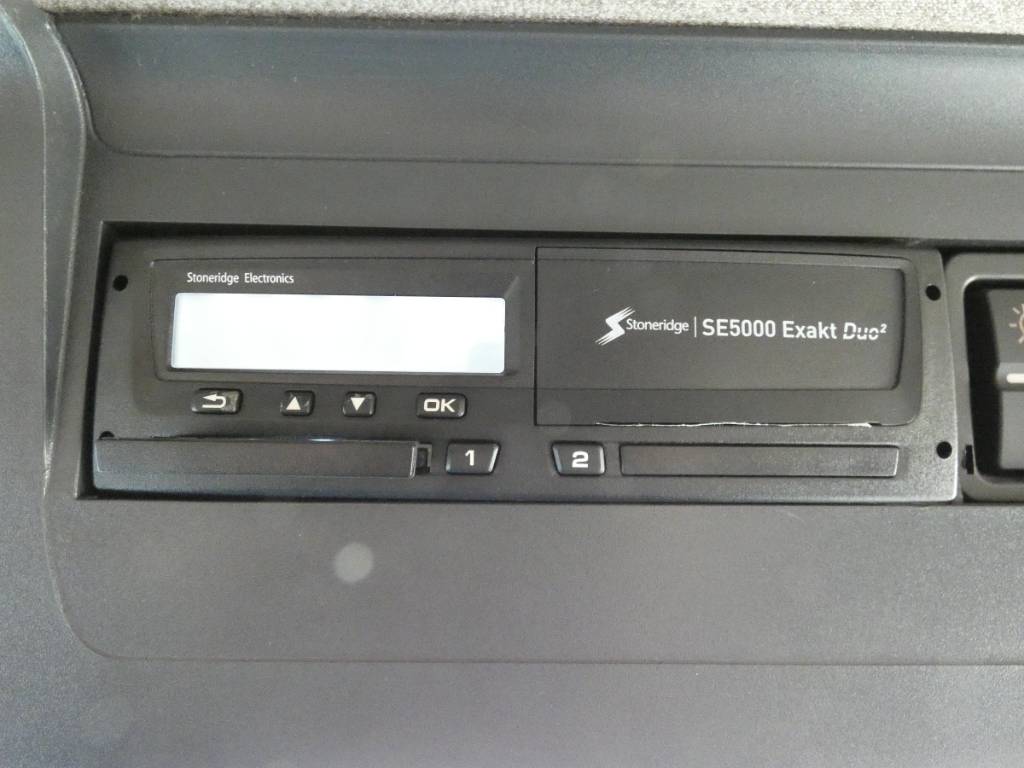 Stoneridge Electronics
Stoneridge | SE5000 Exakt Duo²
OK
1
2